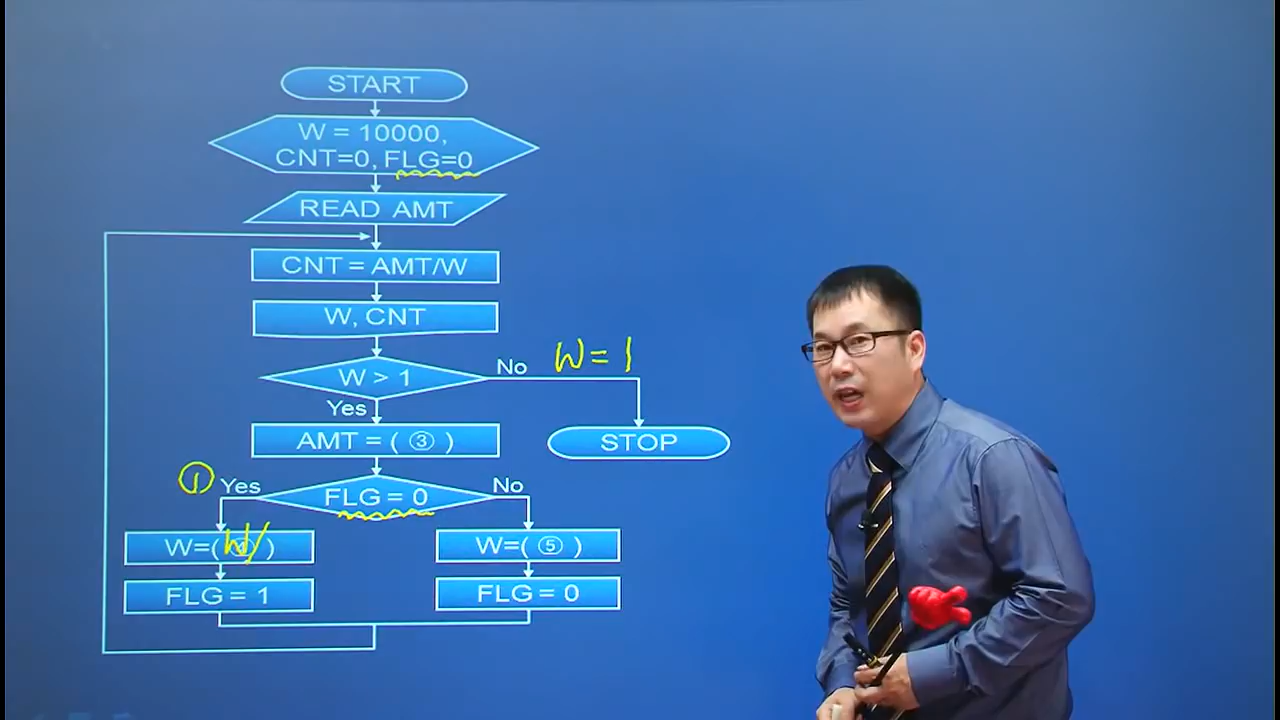 START
W = 10000,
CNT=0, FLG=0
READ AMT
CNT = AMT/W
W, CNT
W > 1
No
W = 1
Yes
AMT = ( ③ )
STOP
① Yes
FLG = 0
No
W=( W/ )
W=( ⑤ )
FLG = 1
FLG = 0